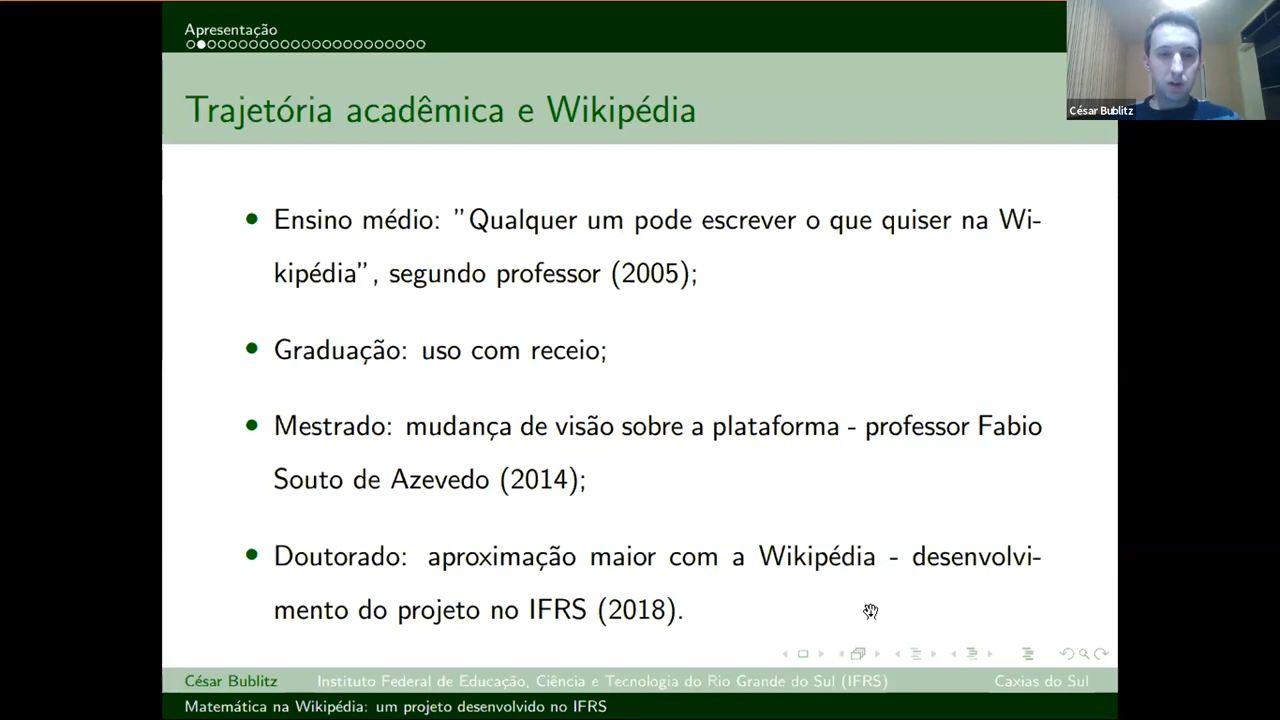 Apresentação
Trajetória acadêmica e Wikipédia
César Bublitz
• Ensino médio: ”Qualquer um pode escrever o que quiser na Wi-
kipédia”, segundo professor (2005);
• Graduação: uso com receio;
• Mestrado: mudança de visão sobre a plataforma - professor Fabio
Souto de Azevedo (2014);
• Doutorado: aproximação maior com a Wikipédia - desenvolvi-
mento do projeto no IFRS (2018).
César Bublitz Instituto Federal de Educação, Ciência e Tecnologia do Rio Grande do Sul (IFRS) Caxias do Sul
Matemática na Wikipédia: um projeto desenvolvido no IFRS